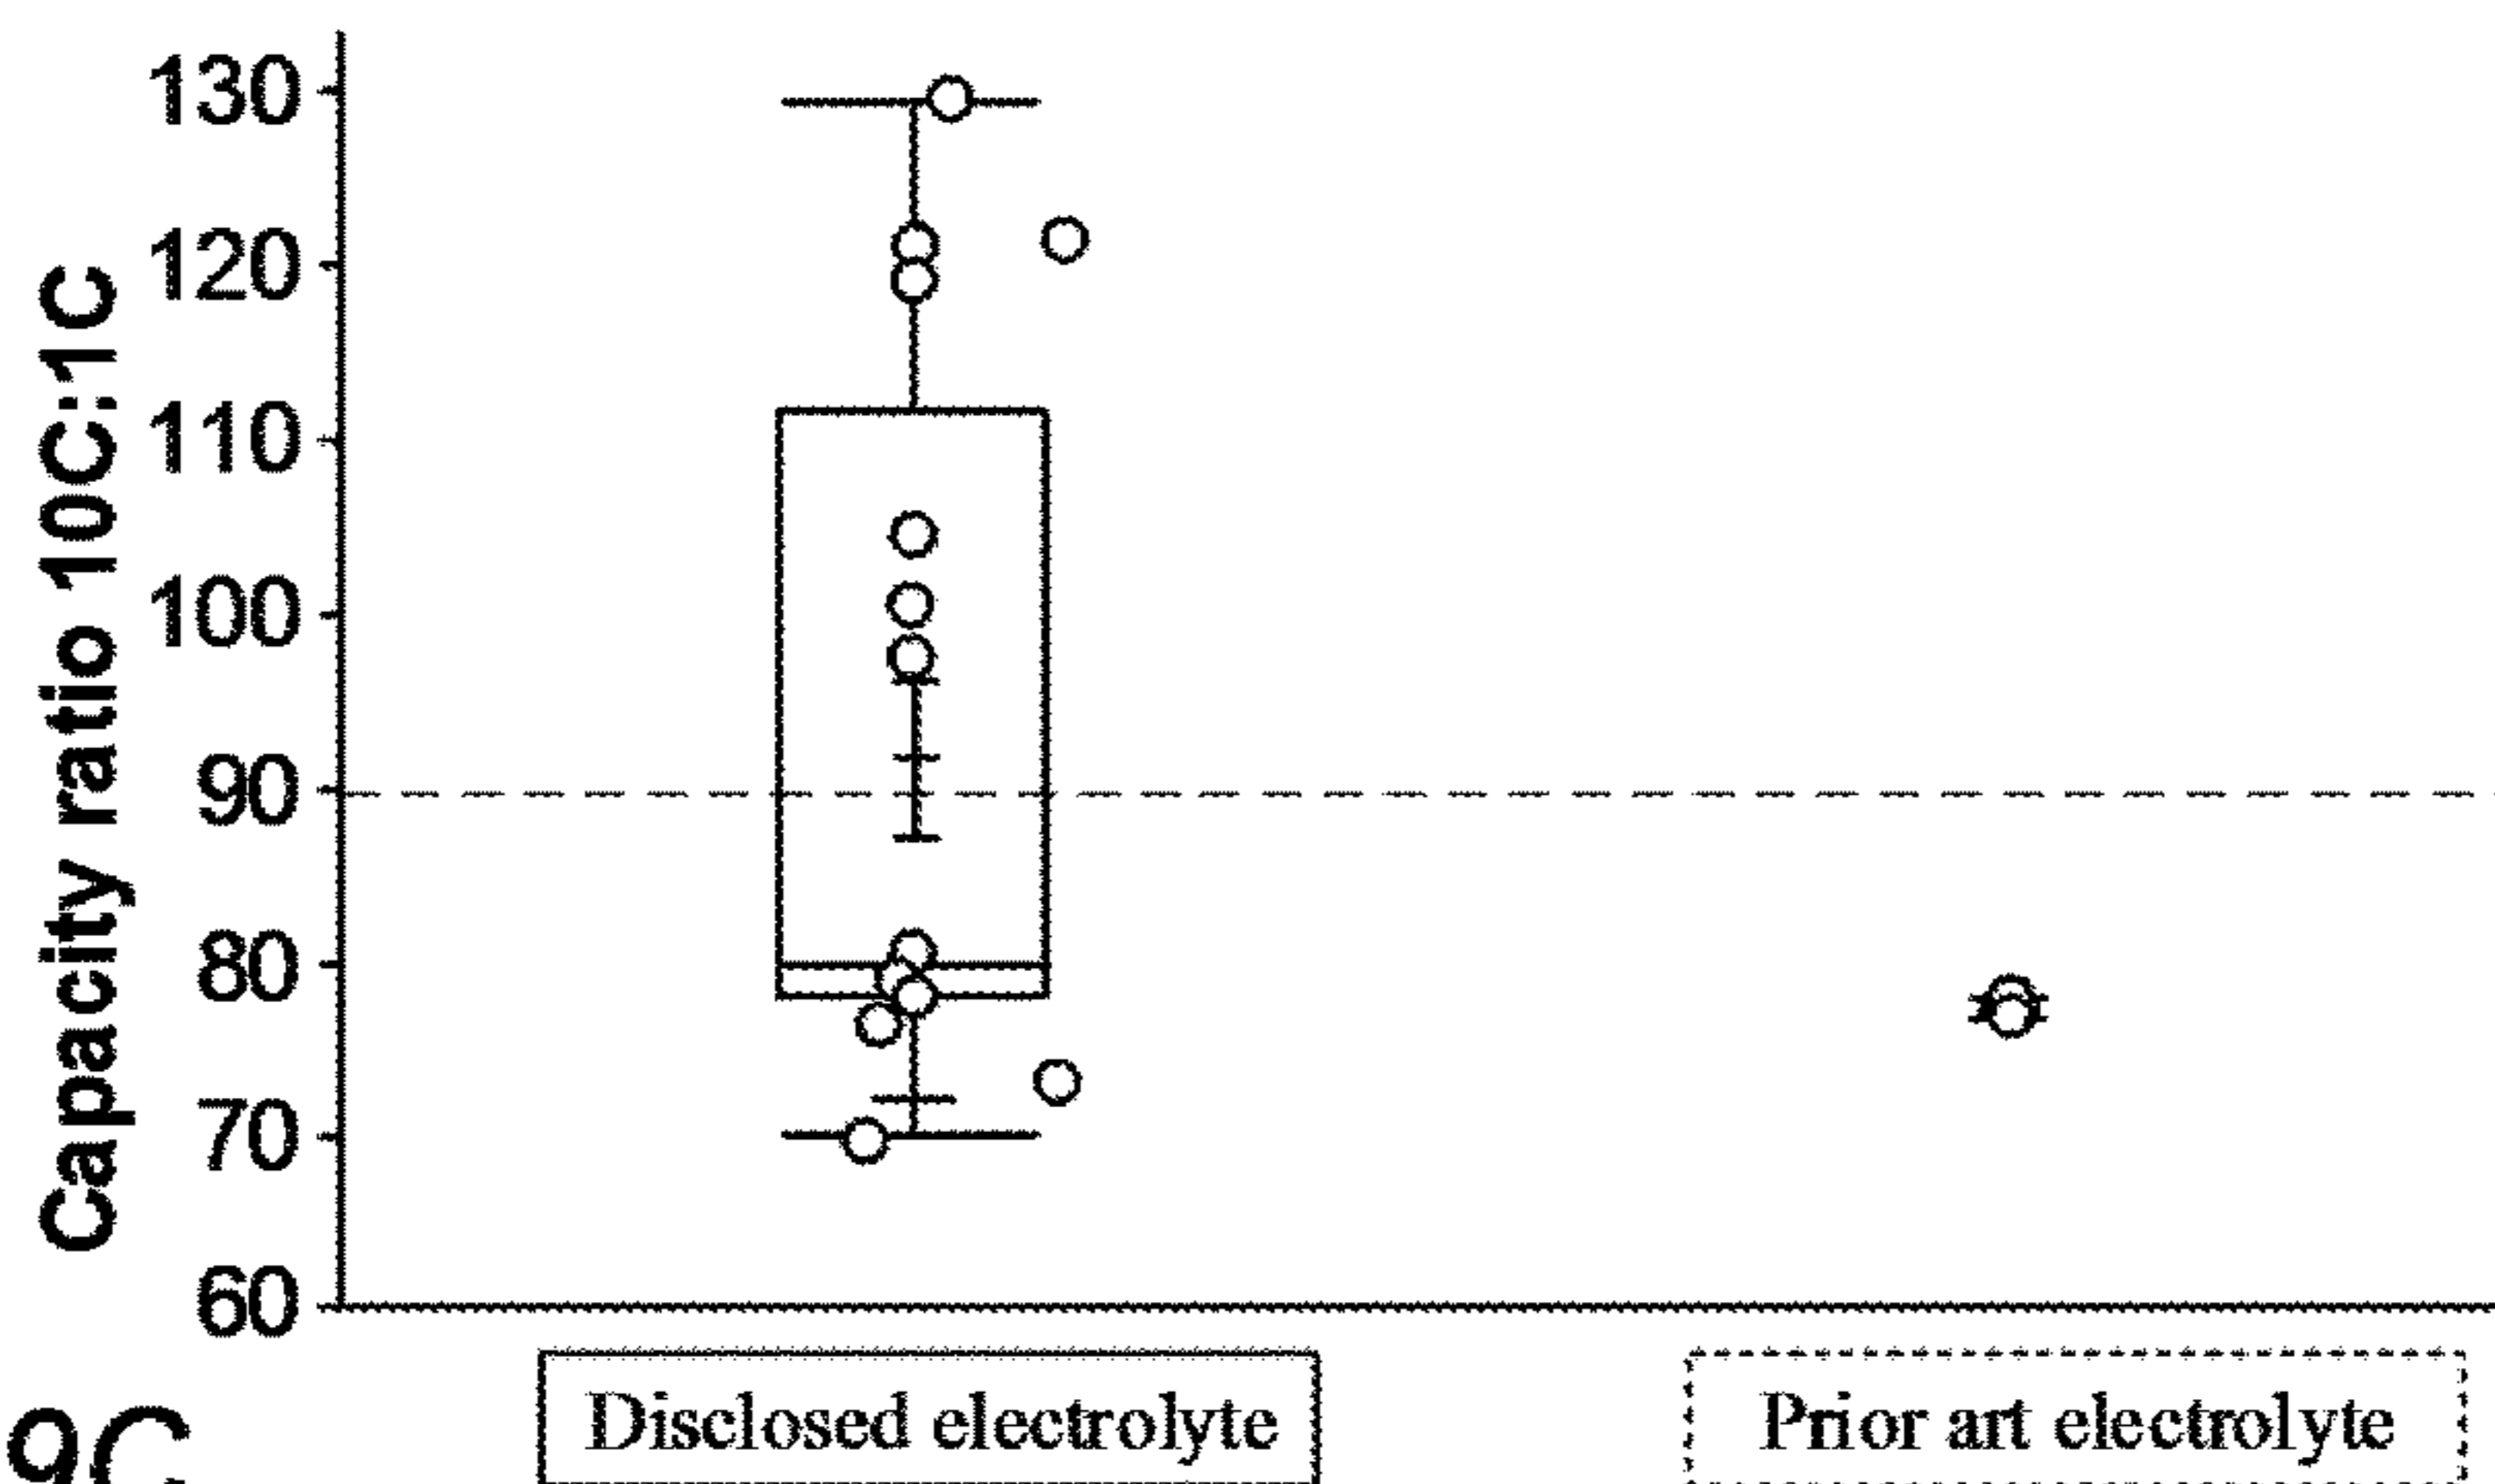 Capacity ratio 10C:1C
130
120
110
100
90
80
70
60
Disclosed electrolyte
Prior art electrolyte
9C